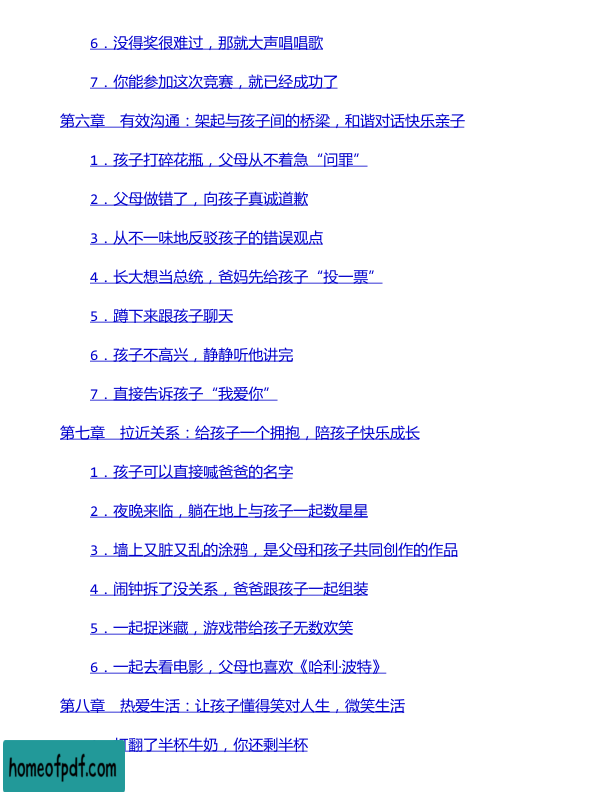 6．没得奖很难过，那就大声唱唱歌
7．你能参加这次竞赛，就已经成功了
第六章　有效沟通：架起与孩子间的桥梁，和谐对话快乐亲子
1．孩子打碎花瓶，父母从不着急“问罪”
2．父母做错了，向孩子真诚道歉
3．从不一味地反驳孩子的错误观点
4．长大想当总统，爸妈先给孩子“投一票”
5．蹲下来跟孩子聊天
6．孩子不高兴，静静听他讲完
7．直接告诉孩子“我爱你”
第七章　拉近关系：给孩子一个拥抱，陪孩子快乐成长
1．孩子可以直接喊爸爸的名字
2．夜晚来临，躺在地上与孩子一起数星星
3．墙上又脏又乱的涂鸦，是父母和孩子共同创作的作品
4．闹钟拆了没关系，爸爸跟孩子一起组装
5．一起捉迷藏，游戏带给孩子无数欢笑
6．一起去看电影，父母也喜欢《哈利·波特》
第八章　热爱生活：让孩子懂得笑对人生，微笑生活
翻了半杯牛奶，你还剩半杯
homeofpdf.com